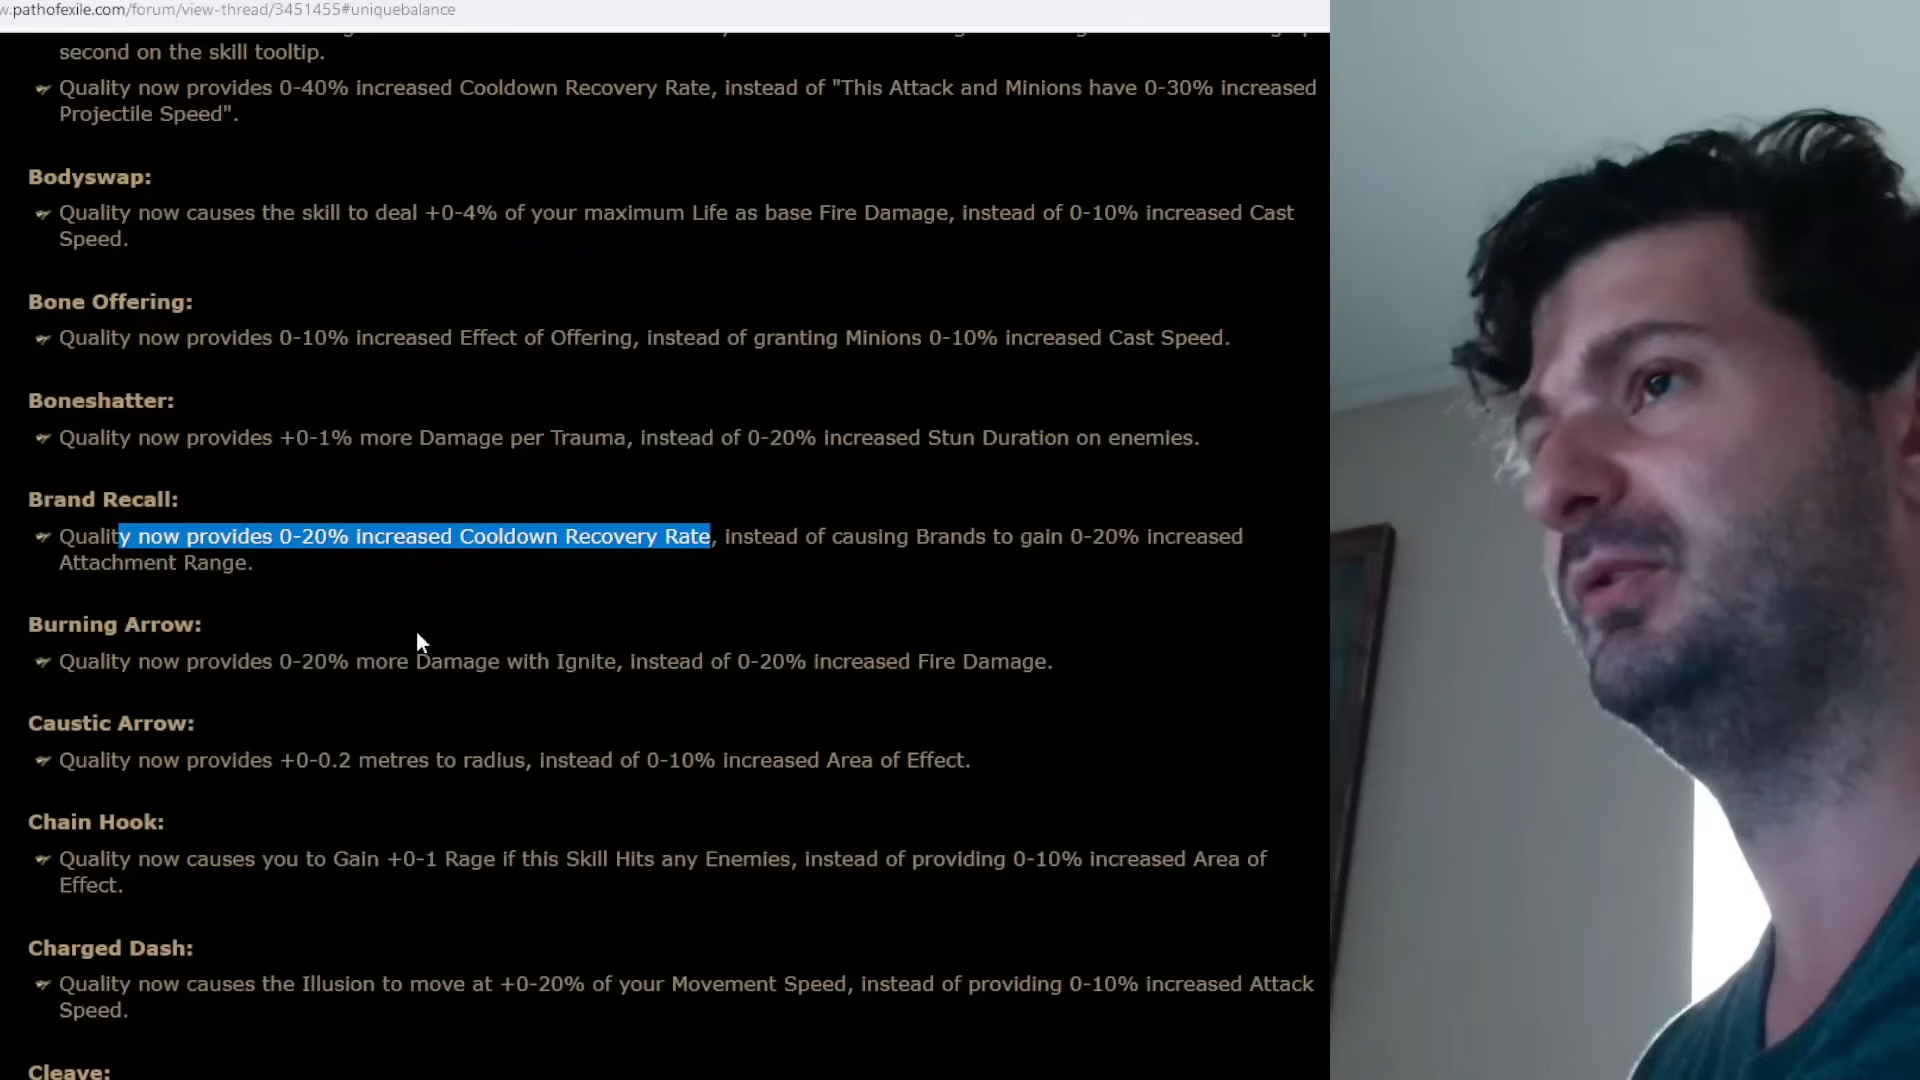 w.pathofexile.com/forum/view-thread/3451455#uniquebalance
second on the skill tooltip.
Quality now provides 0-40% increased Cooldown Recovery Rate, instead of "This Attack and Minions have 0-30% increased
Projectile Speed".
Bodyswap:
Quality now causes the skill to deal +0-4% of your maximum Life as base Fire Damage, instead of 0-10% increased Cast
Speed.
Bone Offering:
Quality now provides 0-10% increased Effect of Offering, instead of granting Minions 0-10% increased Cast Speed.
Boneshatter:
Quality now provides +0-1% more Damage per Trauma, instead of 0-20% increased Stun Duration on enemies.
Brand Recall:
Quality now provides 0-20% increased Cooldown Recovery Rate, instead of causing Brands to gain 0-20% increased
Attachment Range.
Burning Arrow:
Quality now provides 0-20% more Damage with Ignite, instead of 0-20% increased Fire Damage.
Caustic Arrow:
Quality now provides +0-0.2 metres to radius, instead of 0-10% increased Area of Effect.
Chain Hook:
Quality now causes you to Gain +0-1 Rage if this Skill Hits any Enemies, instead of providing 0-10% increased Area of
Effect.
Charged Dash:
Quality now causes the Illusion to move at +0-20% of your Movement Speed, instead of providing 0-10% increased Attack
Speed.
Cleave: